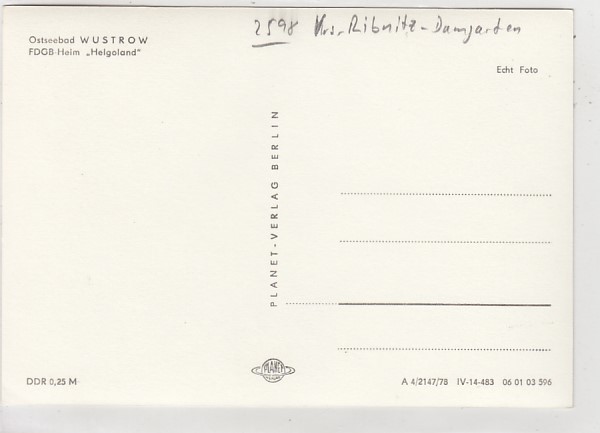 2598 Krs. Ribnitz-Damgarten
Ostseebad WUSTROW
FDGB-Heim „Helgoland"
Echt Foto
PLANET-VERLAG BERLIN
PLANET
DDR 0,25 M
A 4/2147/78 IV-14-483 06 01 03 596